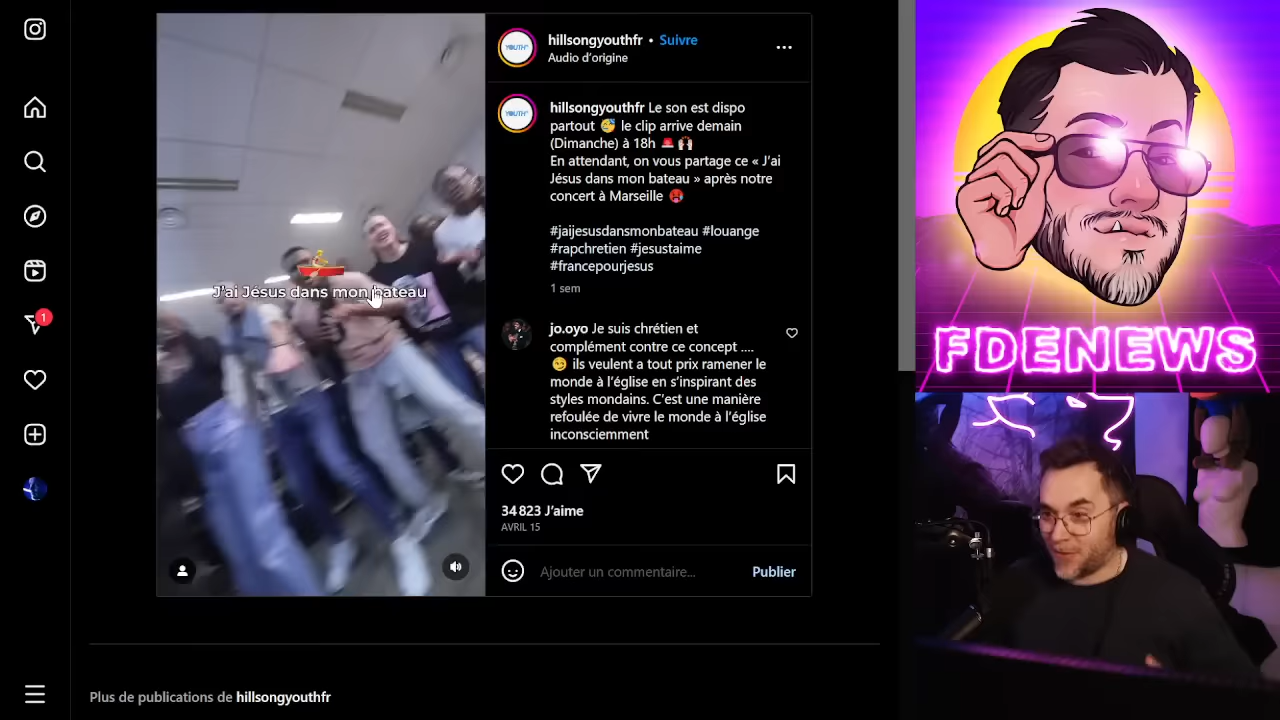 hillsongyouthfr • Suivre
Audio d'origine
YOUTH
YOUTH
hillsongyouthfr Le son est dispo
partout 🥳 le clip arrive demain
(Dimanche) à 18h 🚨
En attendant, on vous partage ce « J'ai
Jésus dans mon bateau » après notre
concert à Marseille 🥵
#jaijesusdansmonbateau #louange
#rapchretien #jesustaime
#francepourjesus
1 sem
jo.oyo Je suis chrétien et
complément contre ce concept ....
😊 ils veulent a tout prix ramener le
monde à l'église en s'inspirant des
styles mondains. C'est une manière
refoulée de vivre le monde à l'église
inconsciemment
34 823 J'aime
AVRIL 15
Ajouter un commentaire... Publier
J'ai Jésus dans mon bateau
1
Plus de publications de hillsongyouthfr
FDENEWS